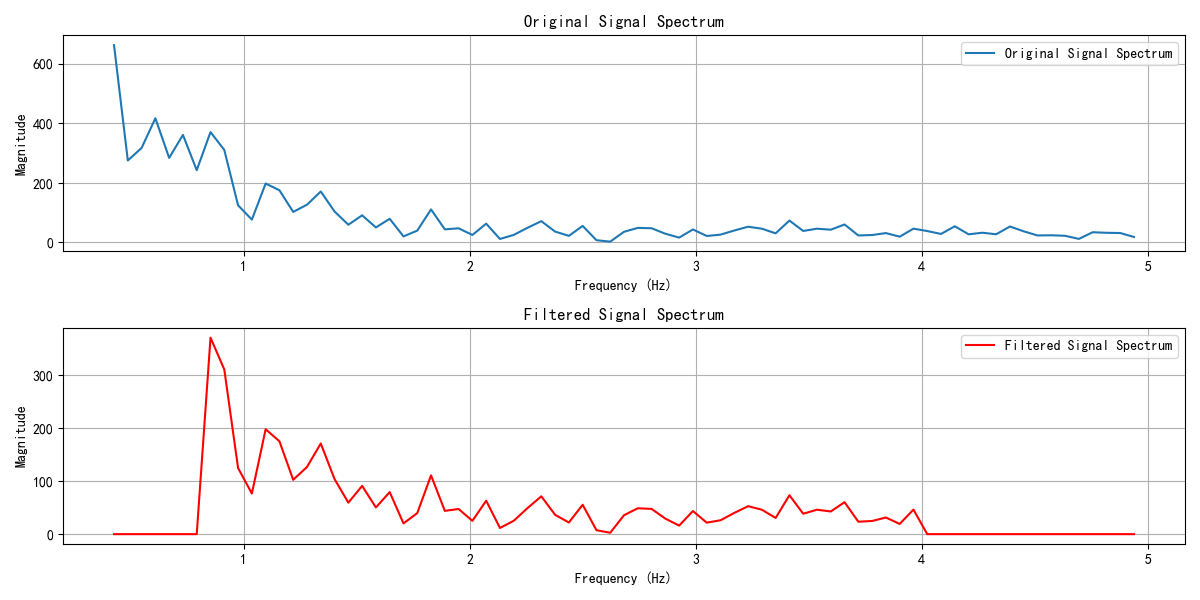 Original Signal Spectrum
Original Signal Spectrum
600
400
200
0
Magnitude
1 2 3 4 5
Frequency (Hz)
Filtered Signal Spectrum
Filtered Signal Spectrum
300
200
100
0
Magnitude
1 2 3 4 5
Frequency (Hz)